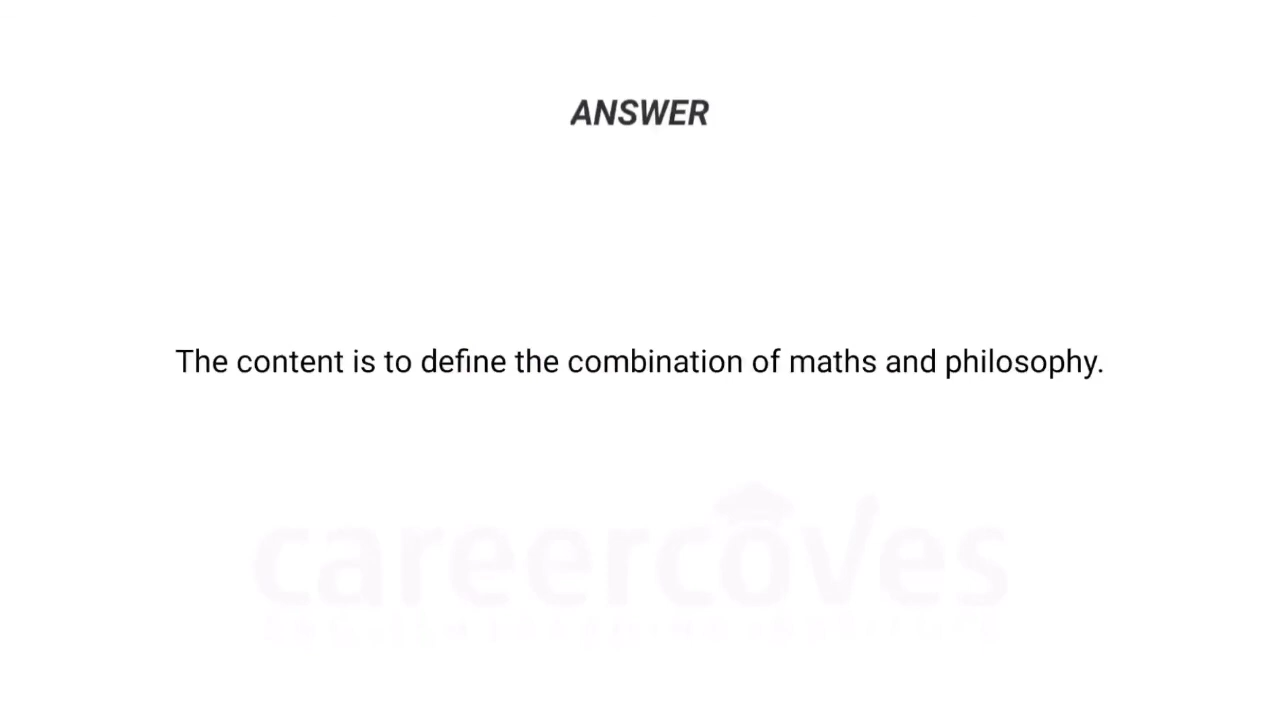 ANSWER
The content is to define the combination of maths and philosophy.
careercoves